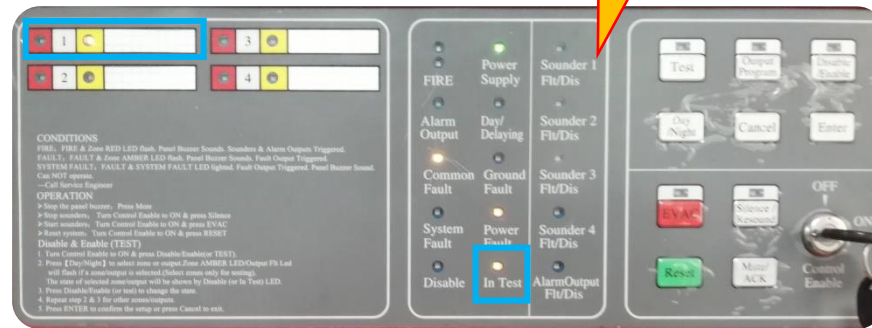 1
3
2
4
CONDITIONS
FIRE, FIRE & Zone RED LED flash. Panel Buzzer Sounds. Sounders & Alarm Outputs Triggered.
FAULT, FAULT & Zone AMBER LED flash. Panel Buzzer Sounds. Fault Output Triggered.
SYSTEM FAULT, FAULT & SYSTEM FAULT LED lighted. Fault Output Triggered. Panel Buzzer Sound.
Can NOT operate.
—Call Service Engineer
OPERATION
> Stop the panel buzzer, Press Mute
> Stop sounders, Turn Control Enable to ON & press Silence
> Start sounders, Turn Control Enable to ON & press EVAC
> Reset system, Turn Control Enable to ON & press RESET
Disable & Enable (TEST)
1. Turn Control Enable to ON & press Disable/Enable(or TEST).
2. Press【Day/Night】to select zone or output.Zone AMBER LED/Output Flt Led
will flash if a zone/output is selected.(Select zones only for testing).
The state of selected zone/output will be shown by Disable (or In Test) LED.
3. Press Disable/Enable (or test) to change the state.
4. Repeat step 2 & 3 for other zones/outputs.
5. Press ENTER to confirm the setup or press Cancel to exit.
FIRE
Power
Supply
Sounder 1
Flt/Dis
Alarm
Output
Day/
Delaying
Sounder 2
Flt/Dis
Common
Fault
Ground
Fault
Sounder 3
Flt/Dis
System
Fault
Power
Fault
Sounder 4
Flt/Dis
Disable
In Test
AlarmOutput
Flt/Dis
Test
Output
Program
Disable
/Enable
Day
/Night
Cancel
Enter
EVAC
Silence /
Resound
OFF
ON
Reset
Mute/
ACK
Control
Enable